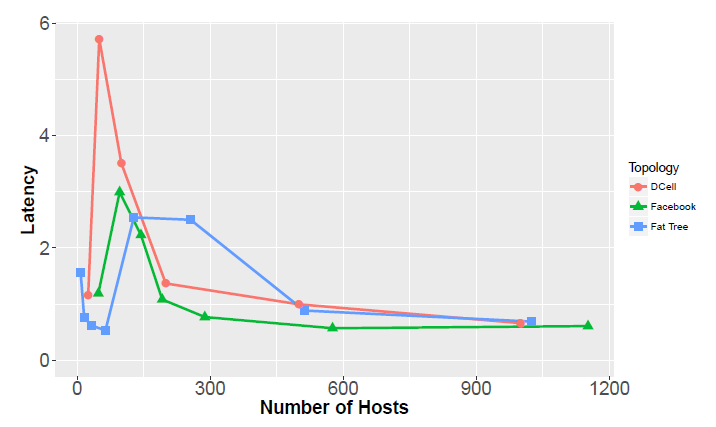 6
4
2
0
Latency
0 300 600 900 1200
Number of Hosts
Topology
DCell
Facebook
Fat Tree